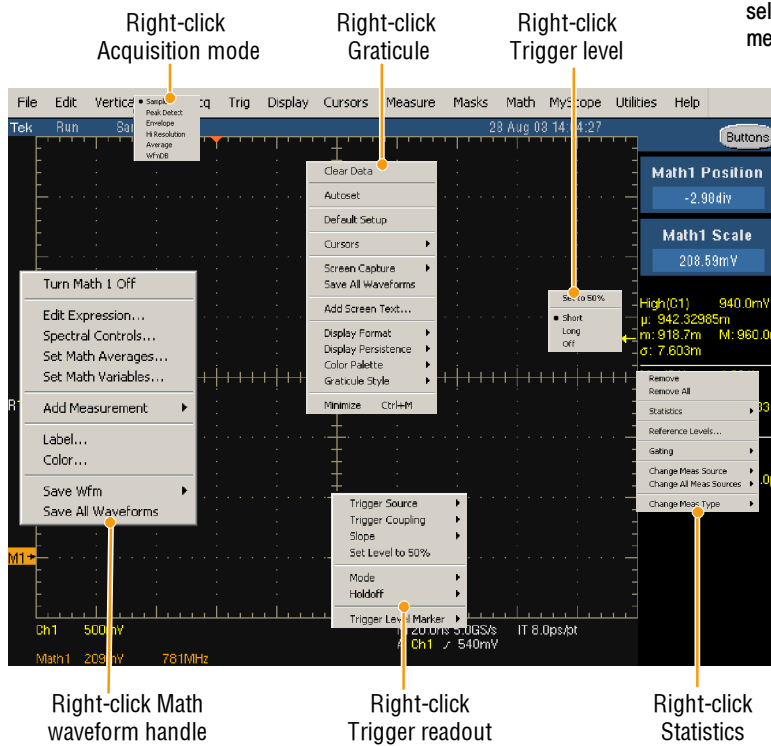 Right-click
Acquisition mode
Right-click
Graticule
Right-click
Trigger level
sel
me
File Edit Vertica cq Trig Display Cursors Measure Masks Math MyScope Utilities Help
Sample
Peak Detect
Envelope
Hi Resolution
Average
WfmDB
Tek Run Sa 28 Aug 03 14:04:27
Buttons
Math1 Position
-2.98div
Math1 Scale
208.59mV
High(C1) 940.0mV
µ: 942.32985m
m: 918.7m M: 960.0
σ: 7.603m
Clear Data
Autoset
Default Setup
Cursors
Screen Capture
Save All Waveforms
Add Screen Text...
Display Format
Display Persistence
Color Palette
Graticule Style
Minimize Ctrl+M
Set to 50%
Short
Long
Off
Turn Math 1 Off
Edit Expression...
Spectral Controls...
Set Math Averages...
Set Math Variables...
Add Measurement
Label...
Color...
Save Wfm
Save All Waveforms
Remove
Remove All
Statistics
Reference Levels...
Gating
Change Meas Source
Change All Meas Sources
Change Meas Type
Trigger Source
Trigger Coupling
Slope
Set Level to 50%
Mode
Holdoff
Trigger Level Marker
M1
Ch1 500mV
Math1 209mV 781MHz
M 20.0ns 5.0GS/s IT 8.0ps/pt
A Ch1 540mV
Right-click Math
waveform handle
Right-click
Trigger readout
Right-click
Statistics